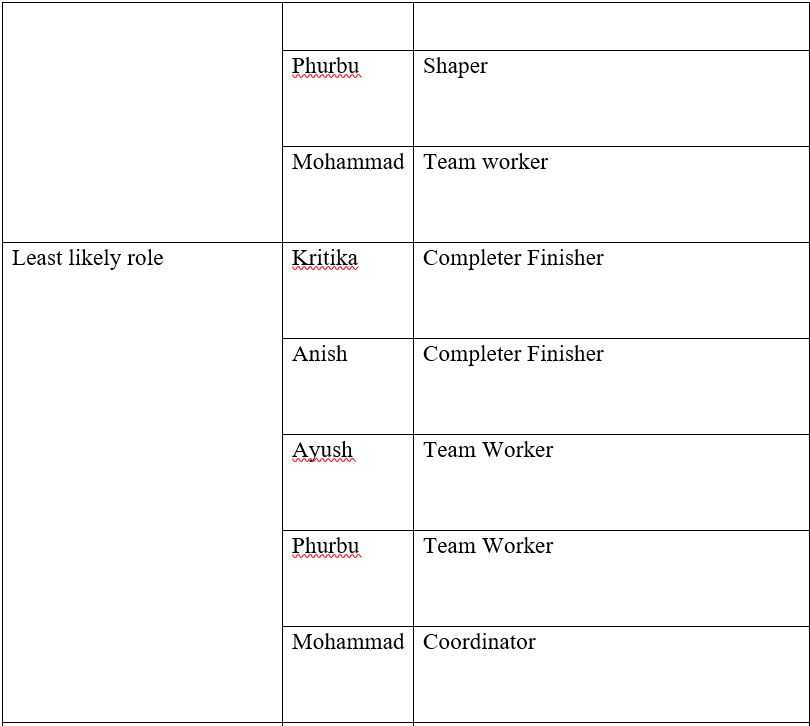 Phurbu Shaper
Mohammad Team worker
Least likely role Kritika Completer Finisher
Anish Completer Finisher
Ayush Team Worker
Phurbu Team Worker
Mohammad Coordinator